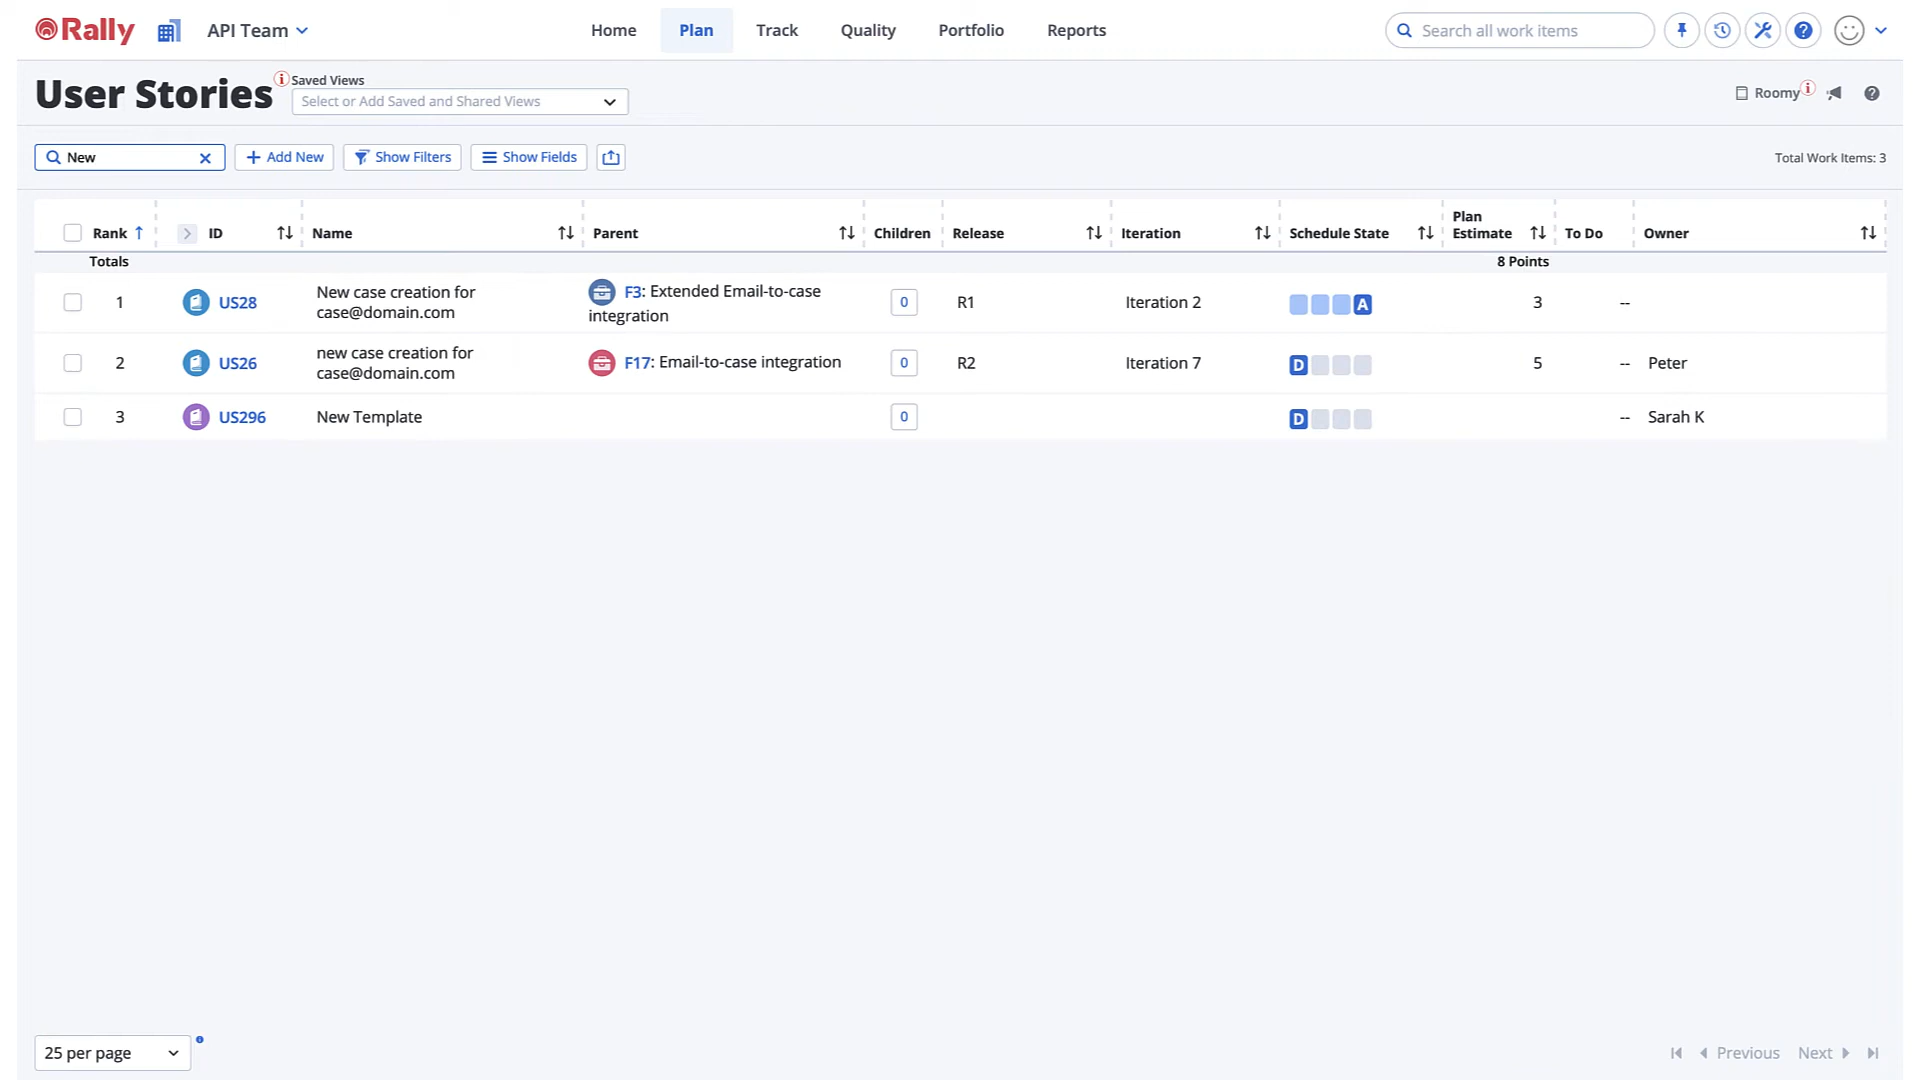 Rally API Team Home Plan Track Quality Portfolio Reports Search all work items
User Stories
Saved Views
Select or Add Saved and Shared Views
Roomy
New Add New Show Filters Show Fields Total Work Items: 3
Rank ID Name Parent Children Release Iteration Schedule State Plan Estimate To Do Owner
Totals 8 Points
1 US28 New case creation for case@domain.com F3: Extended Email-to-case integration 0 R1 Iteration 2 A 3 --
2 US26 new case creation for case@domain.com F17: Email-to-case integration 0 R2 Iteration 7 D 5 -- Peter
3 US296 New Template 0 D -- Sarah K
25 per page Previous Next